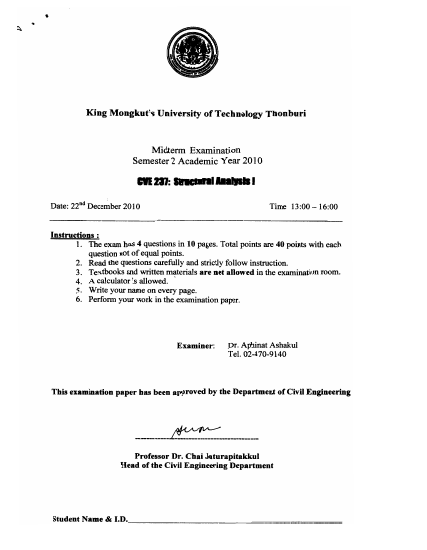 King Mongkut's University of Technology Thonburi
Midterm Examination
Semester 2 Academic Year 2010
CVE 237: Structural Analysis I
Date: 22nd December 2010 Time 13:00 – 16:00
Instructions :
1. The exam has 4 questions in 10 pages. Total points are 40 points with each
question not of equal points.
2. Read the questions carefully and strictly follow instruction.
3. Textbooks and written materials are not allowed in the examination room.
4. A calculator is allowed.
5. Write your name on every page.
6. Perform your work in the examination paper.
Examiner: Dr. Aphinat Ashakul
Tel. 02-470-9140
This examination paper has been approved by the Department of Civil Engineering
Professor Dr. Chai Jaturapitakkul
Head of the Civil Engineering Department
Student Name & I.D.